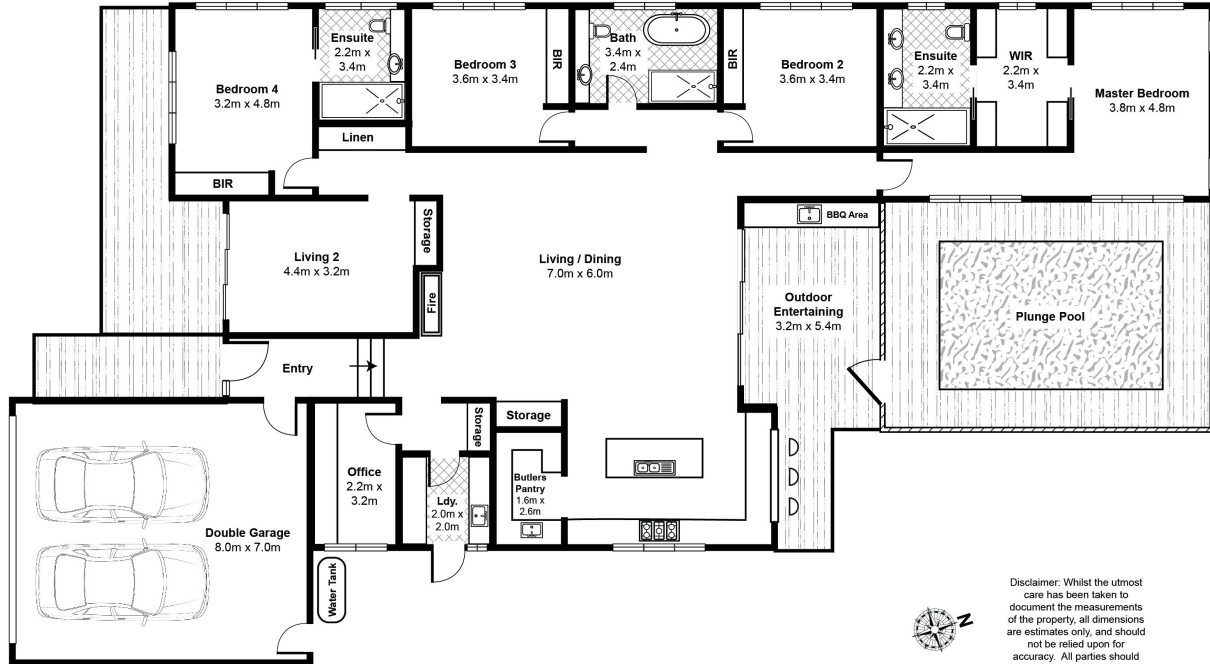 Bedroom 4
3.2m x 4.8m
Ensuite
2.2m x
3.4m
Bedroom 3
3.6m x 3.4m
BIR
Bath
3.4m x
2.4m
BIR
Bedroom 2
3.6m x 3.4m
Ensuite
2.2m x
3.4m
WIR
2.2m x
3.4m
Master Bedroom
3.8m x 4.8m
Linen
BIR
Living 2
4.4m x 3.2m
Storage
Fire
Living / Dining
7.0m x 6.0m
BBQ Area
Outdoor
Entertaining
3.2m x 5.4m
Plunge Pool
Entry
Storage
Storage
Office
2.2m x
3.2m
Ldy.
2.0m x
2.0m
Butlers
Pantry
1.6m x
2.6m
Double Garage
8.0m x 7.0m
Water Tank
N
Disclaimer: Whilst the utmost
care has been taken to
document the measurements
of the property, all dimensions
are estimates only, and should
not be relied upon for
accuracy. All parties should